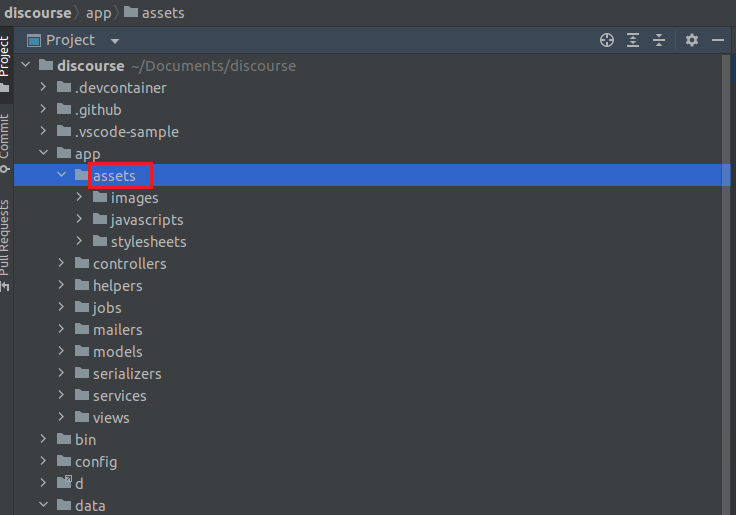 discourse app assets
Project
Project
discourse ~/Documents/discourse
.devcontainer
.github
.vscode-sample
Commit
app
assets
images
javascripts
Pull Requests
stylesheets
controllers
helpers
jobs
mailers
models
serializers
services
views
bin
config
d
data